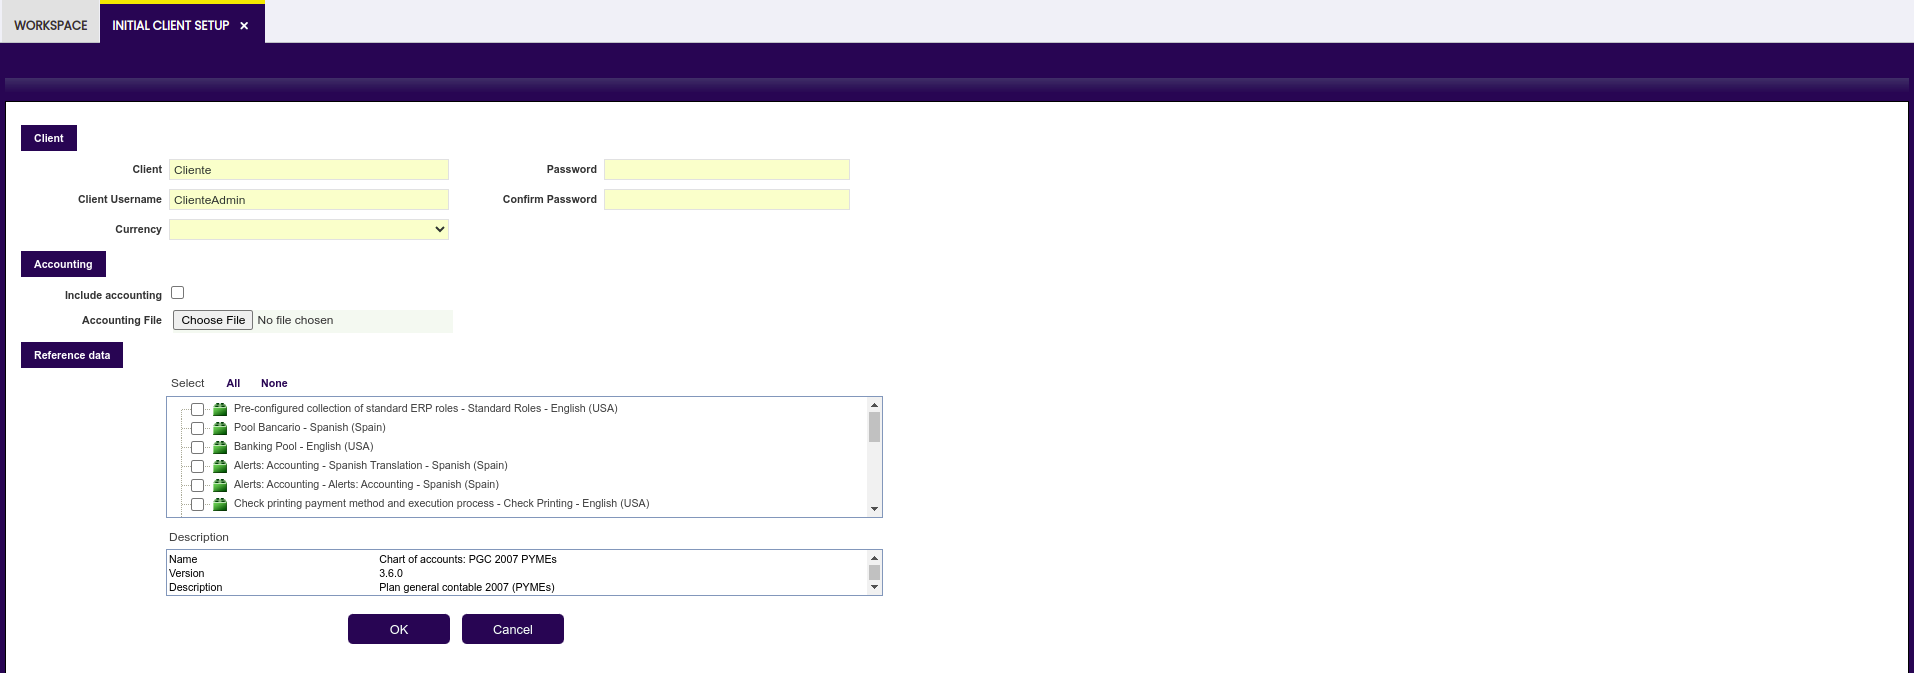 WORKSPACE INITIAL CLIENT SETUP ×
Client
Client Cliente Password
Client Username ClienteAdmin Confirm Password
Currency
Accounting
Include accounting
Accounting File Choose File No file chosen
Reference data
Select All None
Pre-configured collection of standard ERP roles - Standard Roles - English (USA)
Pool Bancario - Spanish (Spain)
Banking Pool - English (USA)
Alerts: Accounting - Spanish Translation - Spanish (Spain)
Alerts: Accounting - Alerts: Accounting - Spanish (Spain)
Check printing payment method and execution process - Check Printing - English (USA)
Description
Name Chart of accounts: PGC 2007 PYMEs
Version 3.6.0
Description Plan general contable 2007 (PYMEs)
OK Cancel